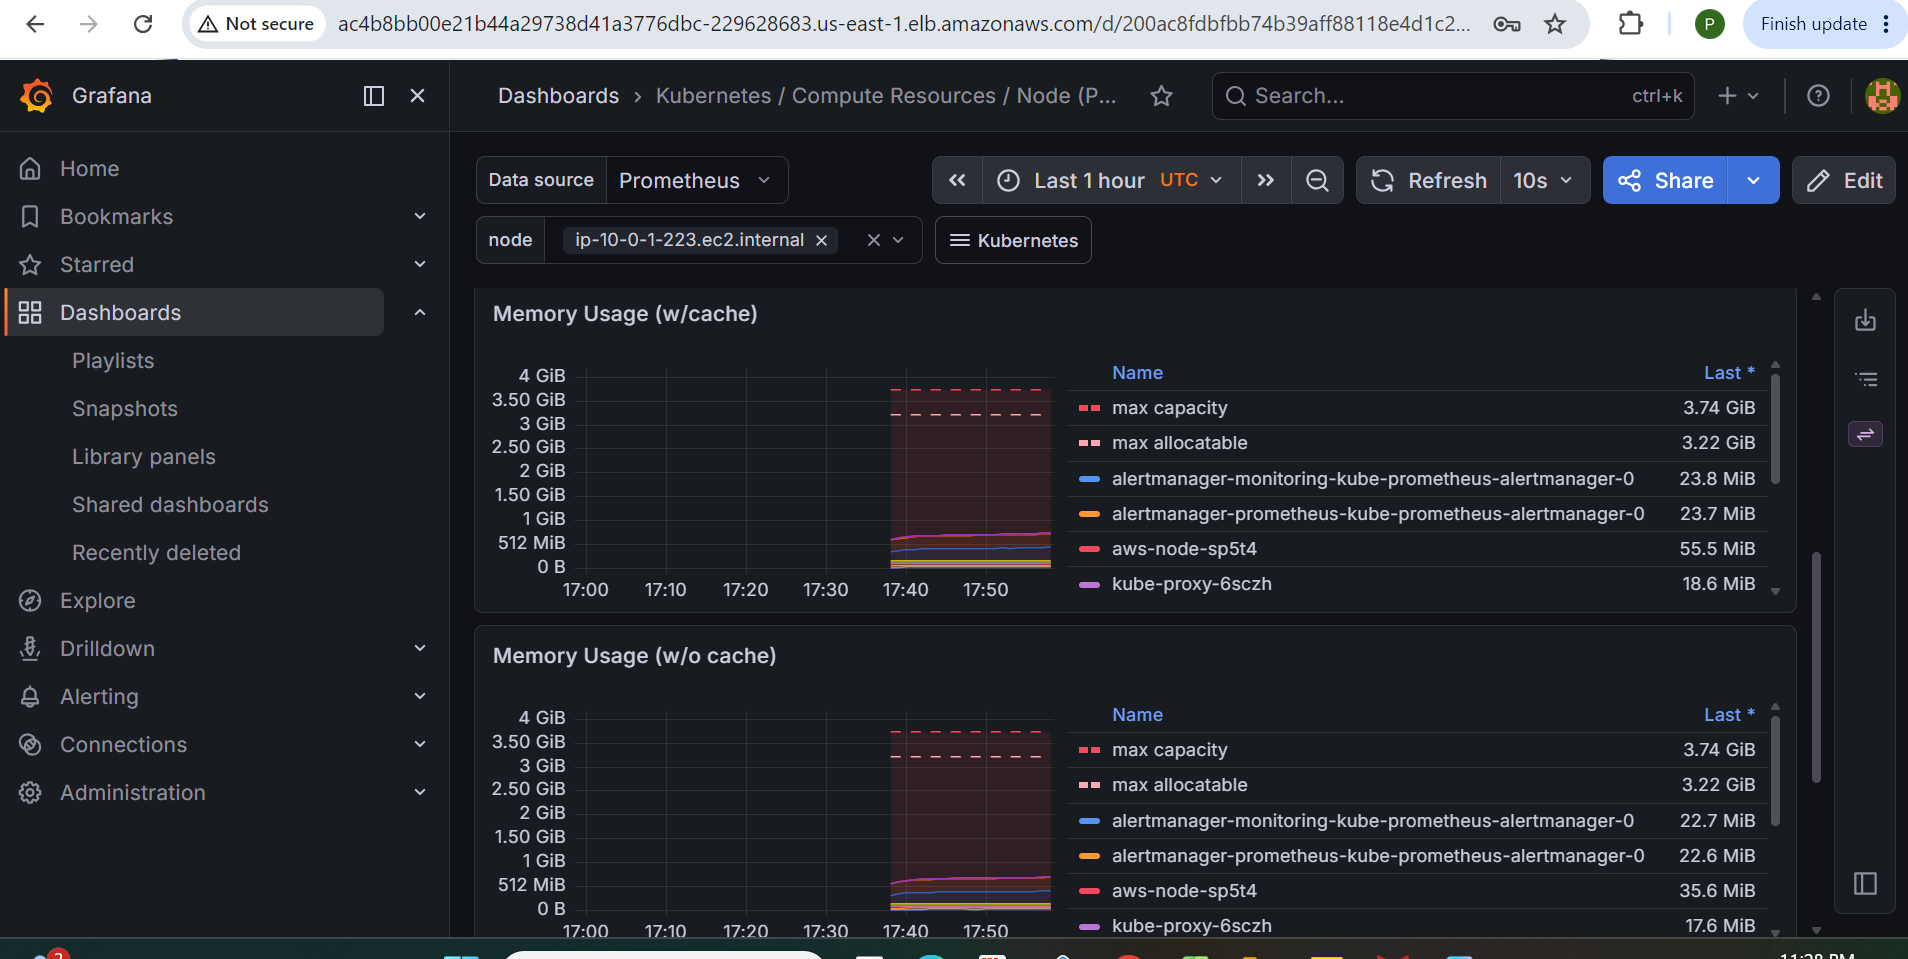 Not secure
ac4b8bb00e21b44a29738d41a3776dbc-229628683.us-east-1.elb.amazonaws.com/d/200ac8fdbfbb74b39aff88118e4d1c2...
P
Finish update
Grafana
Dashboards › Kubernetes / Compute Resources / Node (P...
Search...
ctrl+k
Home
Bookmarks
Starred
Dashboards
Playlists
Snapshots
Library panels
Shared dashboards
Recently deleted
Explore
Drilldown
Alerting
Connections
Administration
Data source
Prometheus
Last 1 hour UTC
Refresh
10s
Share
Edit
node
ip-10-0-1-223.ec2.internal
Kubernetes
Memory Usage (w/cache)
4 GiB
3.50 GiB
3 GiB
2.50 GiB
2 GiB
1.50 GiB
1 GiB
512 MiB
0 B
17:00 17:10 17:20 17:30 17:40 17:50
Name Last *
max capacity 3.74 GiB
max allocatable 3.22 GiB
alertmanager-monitoring-kube-prometheus-alertmanager-0 23.8 MiB
alertmanager-prometheus-kube-prometheus-alertmanager-0 23.7 MiB
aws-node-sp5t4 55.5 MiB
kube-proxy-6sczh 18.6 MiB
Memory Usage (w/o cache)
4 GiB
3.50 GiB
3 GiB
2.50 GiB
2 GiB
1.50 GiB
1 GiB
512 MiB
0 B
17:00 17:10 17:20 17:30 17:40 17:50
Name Last *
max capacity 3.74 GiB
max allocatable 3.22 GiB
alertmanager-monitoring-kube-prometheus-alertmanager-0 22.7 MiB
alertmanager-prometheus-kube-prometheus-alertmanager-0 22.6 MiB
aws-node-sp5t4 35.6 MiB
kube-proxy-6sczh 17.6 MiB